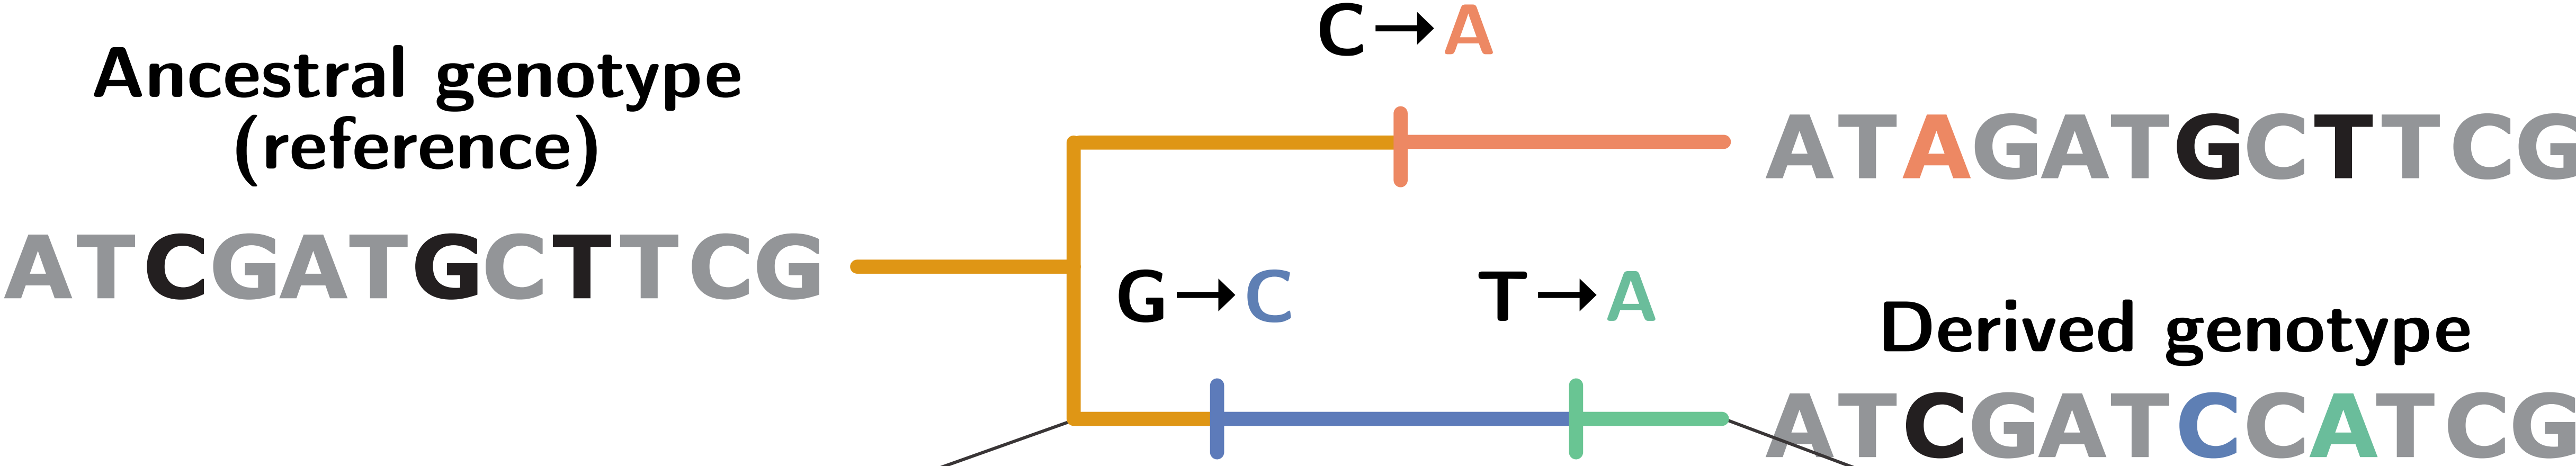 C→A
Ancestral genotype
(reference)
ATAGATGCTTCG
ATCGATGCTTCG
G→C
T→A
Derived genotype
ATCGATCCATCG